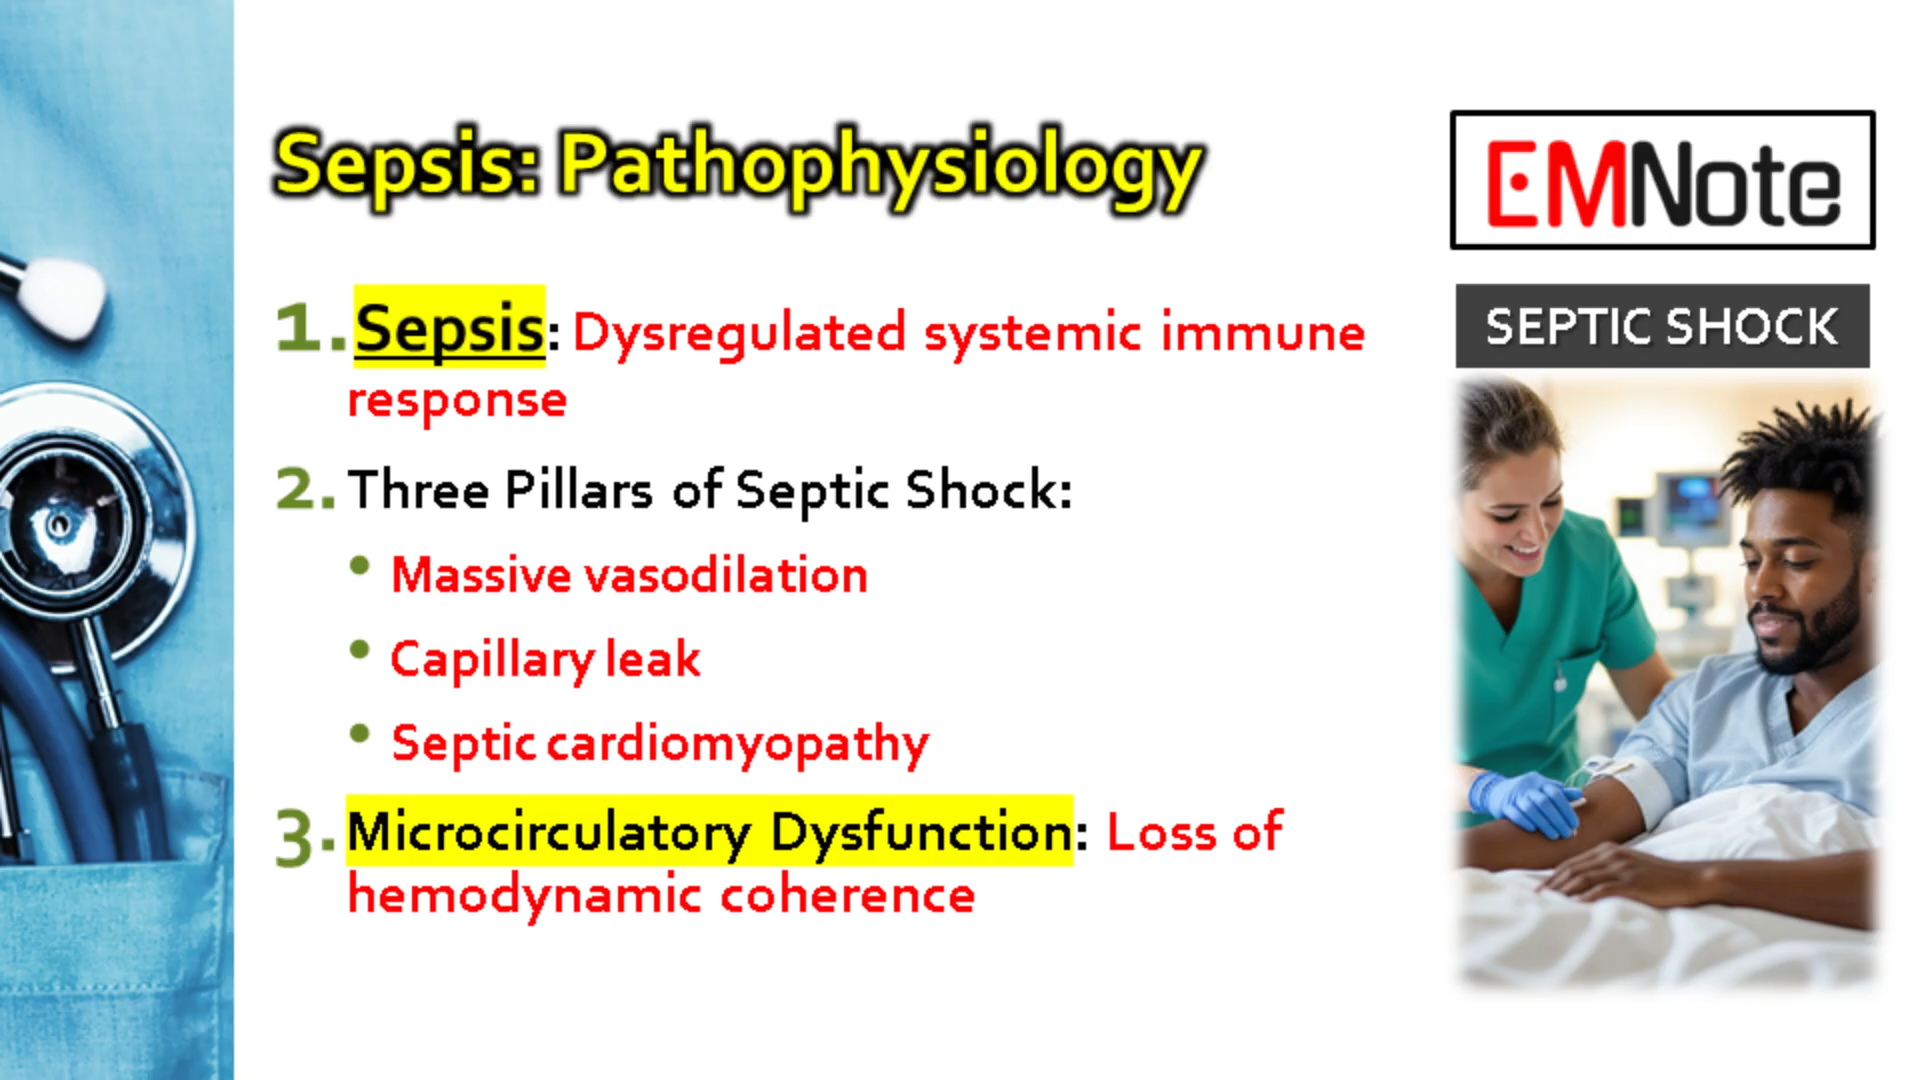 Sepsis: Pathophysiology
EMNote
SEPTIC SHOCK
1. Sepsis: Dysregulated systemic immune
response
2. Three Pillars of Septic Shock:
• Massive vasodilation
• Capillary leak
• Septic cardiomyopathy
3. Microcirculatory Dysfunction: Loss of
hemodynamic coherence